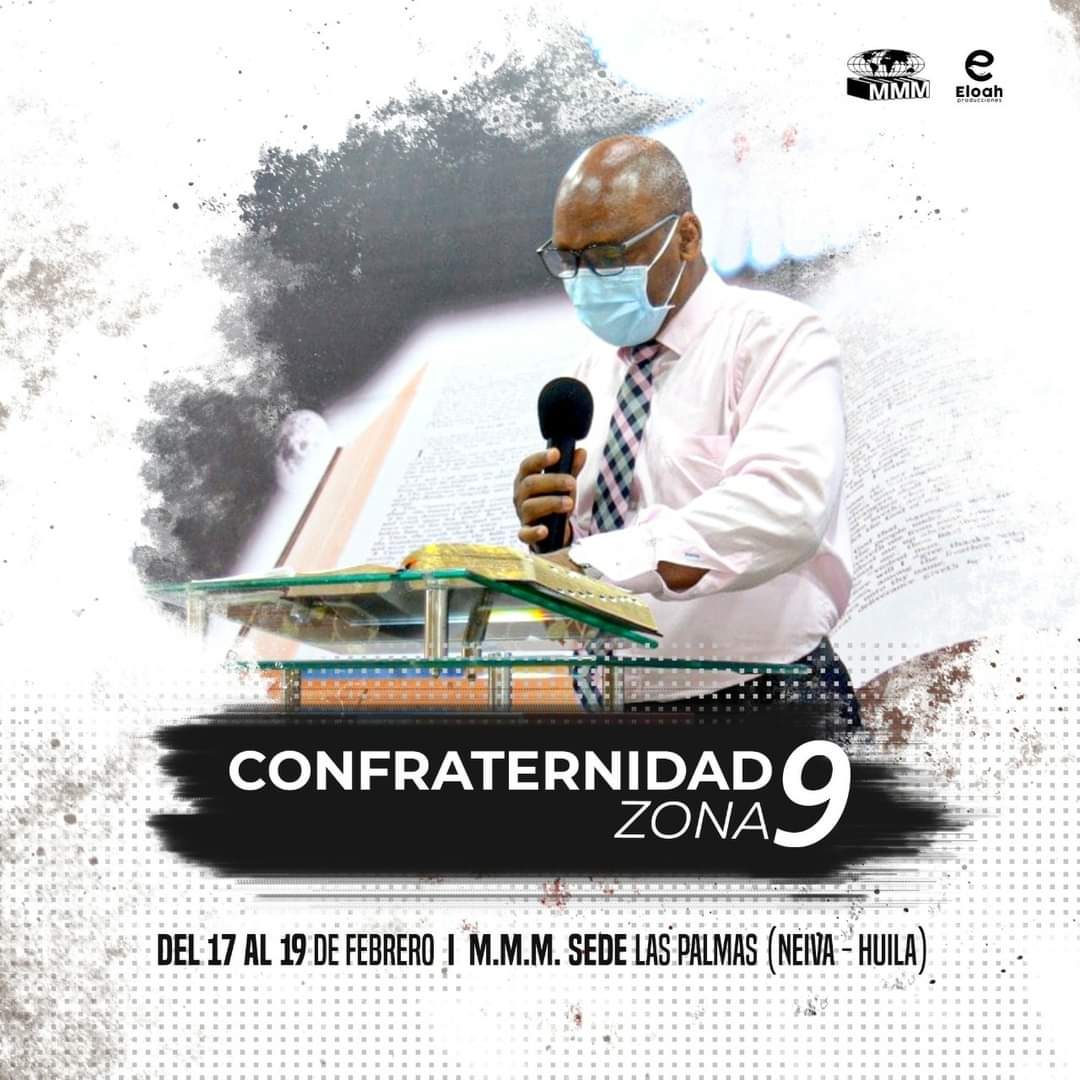 MMM
Eloah
producciones
CONFRATERNIDAD 9
ZONA
DEL 17 AL 19 DE FEBRERO I M.M.M. SEDE LAS PALMAS (NEIVA - HUILA)